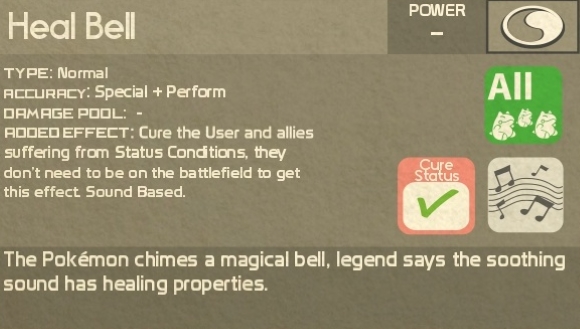 Heal Bell
POWER
–
TYPE: Normal
ACCURACY: Special + Perform
DAMAGE POOL: -
ADDED EFFECT: Cure the User and allies
suffering from Status Conditions, they
don't need to be on the battlefield to get
this effect. Sound Based.
All
Cure
Status
The Pokémon chimes a magical bell, legend says the soothing
sound has healing properties.